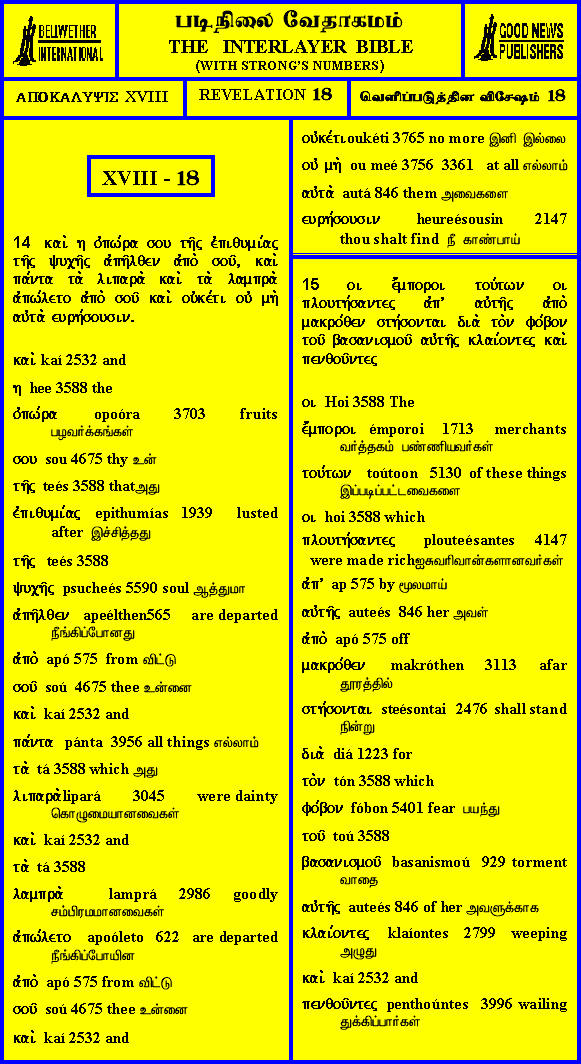 BELLWETHER
INTERNATIONAL
படிநிலை வேதாகமம்
THE INTERLAYER BIBLE
(WITH STRONG'S NUMBERS)
GOOD NEWS
PUBLISHERS
ΑΠΟΚΑΛΥΨΙΣ XVIII
REVELATION 18
வெளிப்படுத்தின விசேஷம் 18
XVIII - 18
14 καὶ η ὀπώρα σου τῆς ἐπιθυμίας
τῆς ψυχῆς ἀπῆλθεν ἀπὸ σοῦ, καὶ
πάντα τὰ λιπαρὰ καὶ τὰ λαμπρὰ
ἀπώλετο ἀπὸ σοῦ καὶ οὐκέτι οὐ μὴ
αὐτὰ ευρήσουσιν.
καὶ kaí 2532 and
η hee 3588 the
ὀπώρα opoóra 3703 fruits
பழவர்க்கங்கள்
σου sou 4675 thy உன்
τῆς teés 3588 thatஅது
ἐπιθυμίας epithumías 1939 lusted
after இச்சித்தது
τῆς teés 3588
ψυχῆς psucheés 5590 soul ஆத்துமா
ἀπῆλθεν apeélthen565 are departed
நீங்கிப்போனது
ἀπὸ apó 575 from விட்டு
σοῦ soú 4675 thee உன்னை
καὶ kaí 2532 and
πάντα pánta 3956 all things எல்லாம்
τὰ tá 3588 which அது
λιπαρὰlipará 3045 were dainty
கொழுமையானவைகள்
καὶ kaí 2532 and
τὰ tá 3588
λαμπρὰ lamprá 2986 goodly
சம்பிரமமானவைகள்
ἀπώλετο apoóleto 622 are departed
நீங்கிப்போயின
ἀπὸ apó 575 from விட்டு
σοῦ soú 4675 thee உன்னை
καὶ kaí 2532 and
οὐκέτι oukéti 3765 no more இனி இல்லை
οὐ μὴ ou meé 3756 3361 at all எல்லாம்
αὐτὰ autá 846 them அவைகளை
ευρήσουσιν heureésousin 2147
thou shalt find நீ காண்பாய்
15 οι ἔμποροι τούτων οι
πλουτήσαντες ἀπ' αὐτῆς ἀπὸ
μακρόθεν στήσονται διὰ τὸν φόβον
τοῦ βασανισμοῦ αὐτῆς κλαίοντες καὶ
πενθοῦντες
οι Hoi 3588 The
ἔμποροι émporoi 1713 merchants
வர்த்தகம் பண்ணியவர்கள்
τούτων toútoon 5130 of these things
இப்படிப்பட்டவைகளை
οι hoi 3588 which
πλουτήσαντες plouteésantes 4147
were made richஐசுவரியவான்களானவர்கள்
ἀπ' ap 575 by மூலமாய்
αὐτῆς auteés 846 her அவள்
ἀπὸ apó 575 off
μακρόθεν makróthen 3113 afar
தூரத்தில்
στήσονται steésontai 2476 shall stand
நின்று
διὰ diá 1223 for
τὸν tón 3588 which
φόβον fóbon 5401 fear பயந்து
τοῦ toú 3588
βασανισμοῦ basanismoú 929 torment
வாதை
αὐτῆς auteés 846 of her அவளுக்காக
κλαίοντες klaíontes 2799 weeping
அழுது
καὶ kaí 2532 and
πενθοῦντες penthoúntes 3996 wailing
துக்கிப்பார்கள்